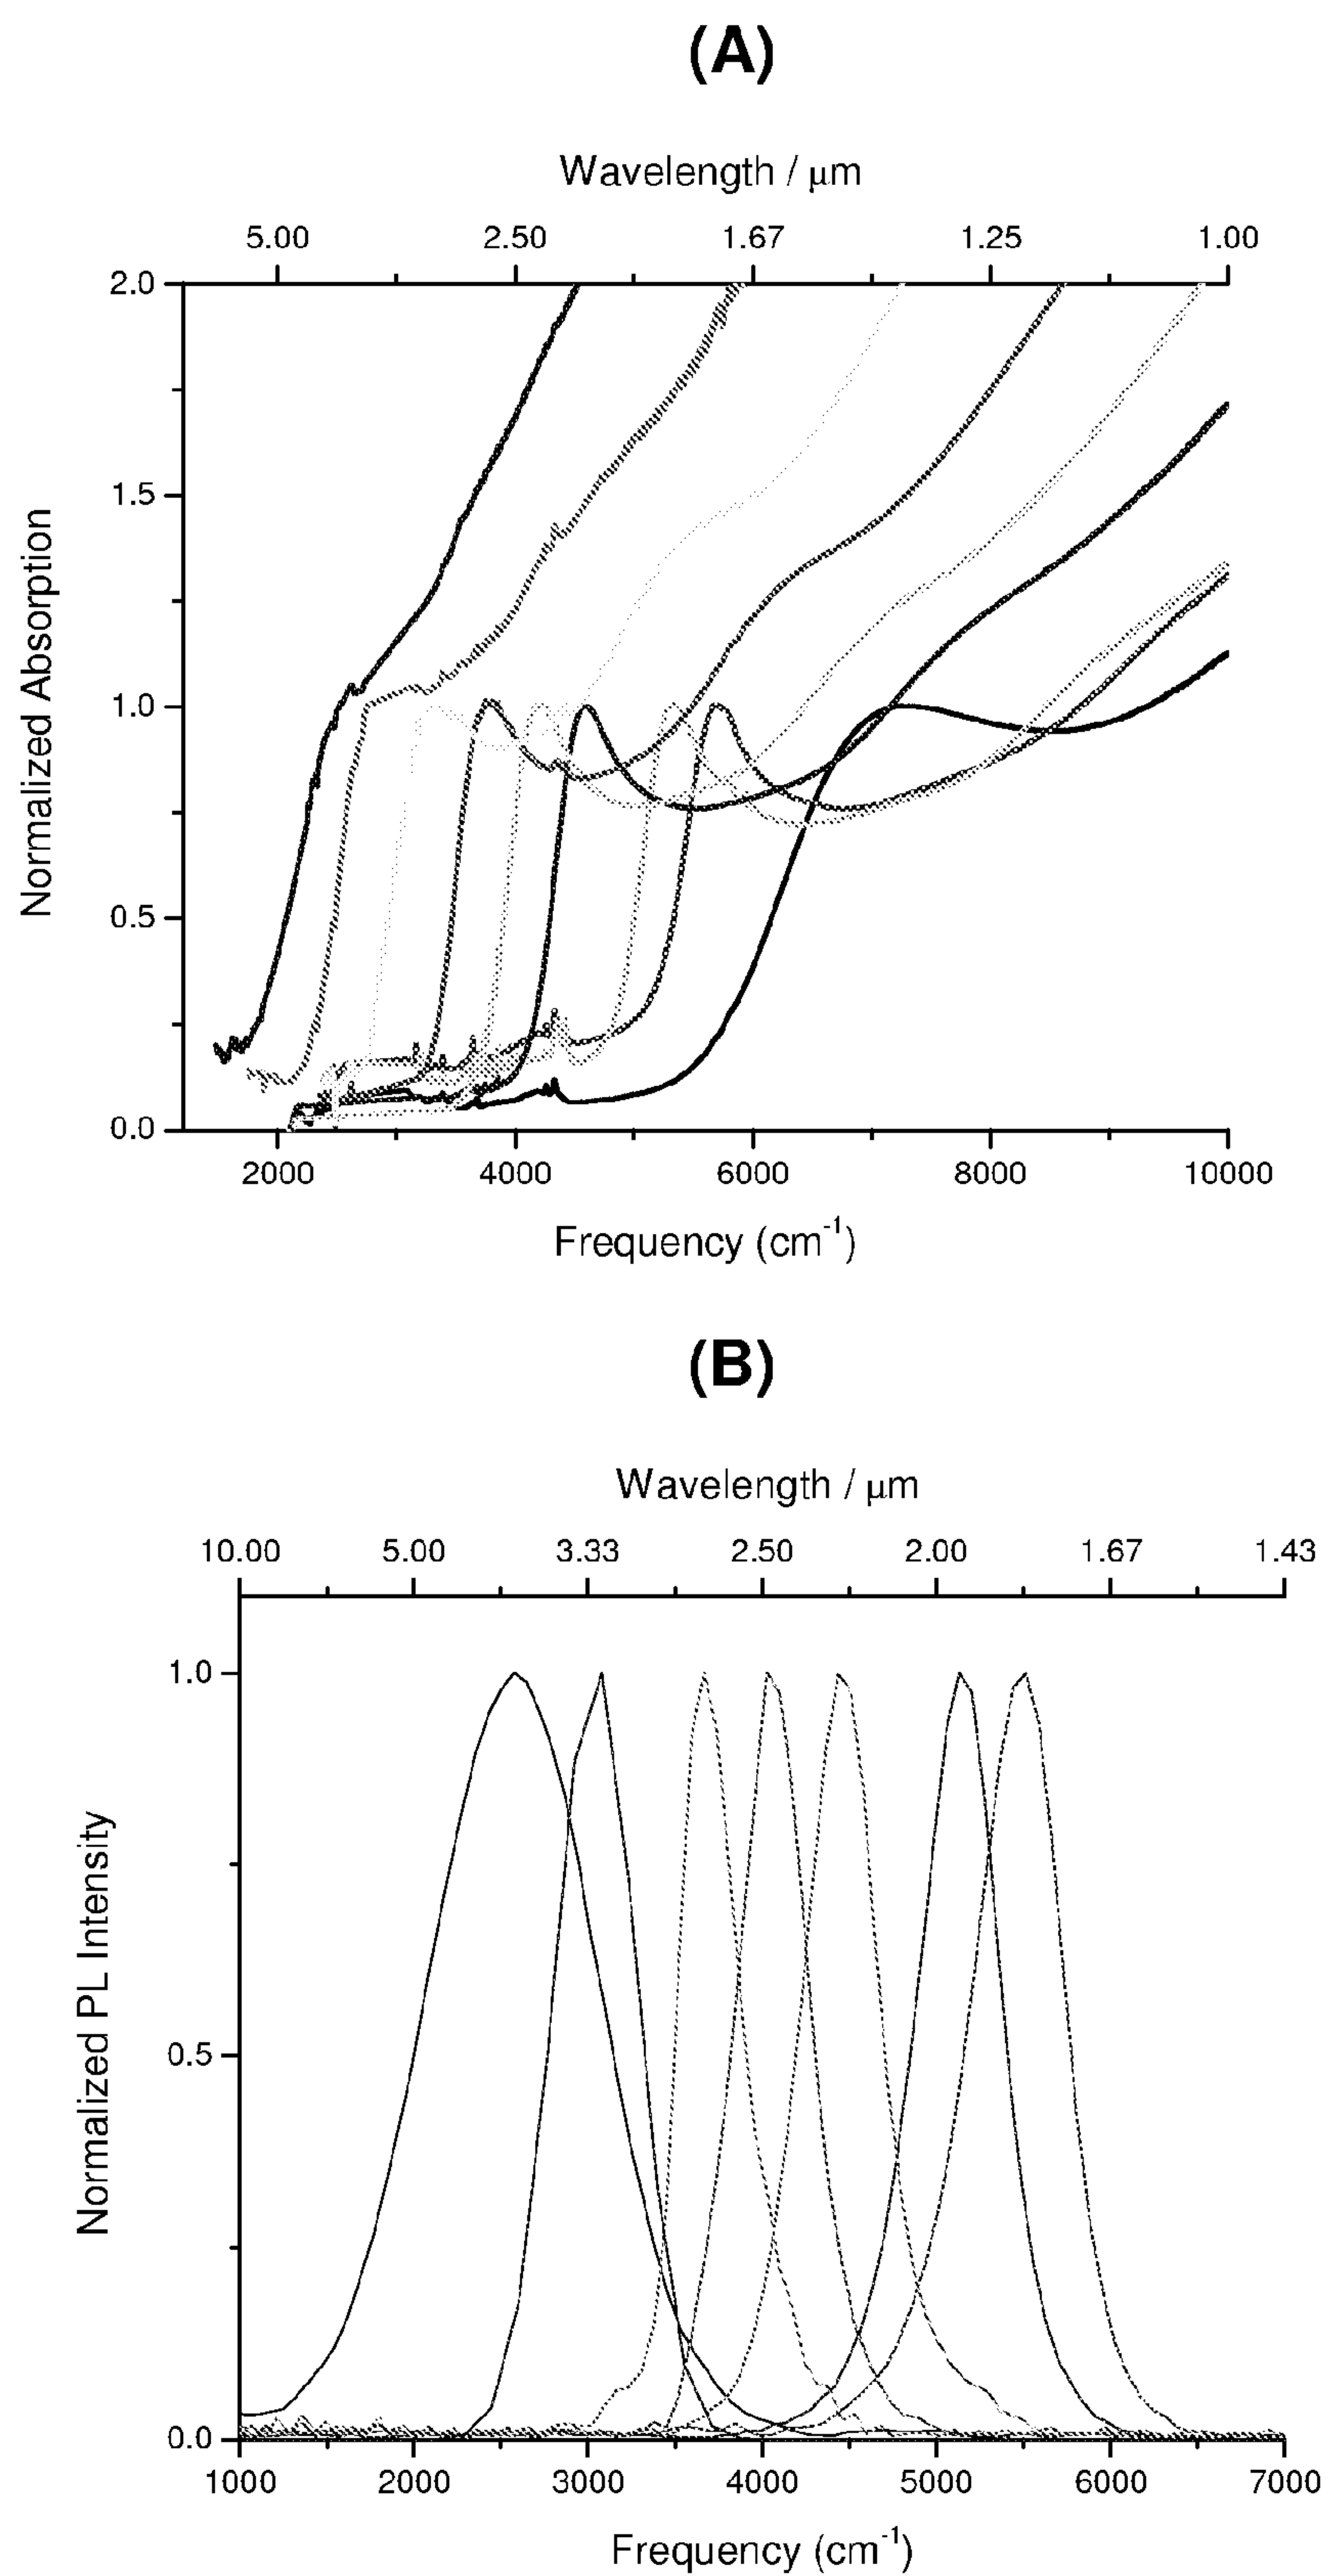 (A)
Wavelength / μm
5.00 2.50 1.67 1.25 1.00
2.0
1.5
1.0
0.5
0.0
Normalized Absorption
2000 4000 6000 8000 10000
Frequency (cm⁻¹)
(B)
Wavelength / μm
10.00 5.00 3.33 2.50 2.00 1.67 1.43
1.0
0.5
0.0
Normalized PL Intensity
1000 2000 3000 4000 5000 6000 7000
Frequency (cm⁻¹)